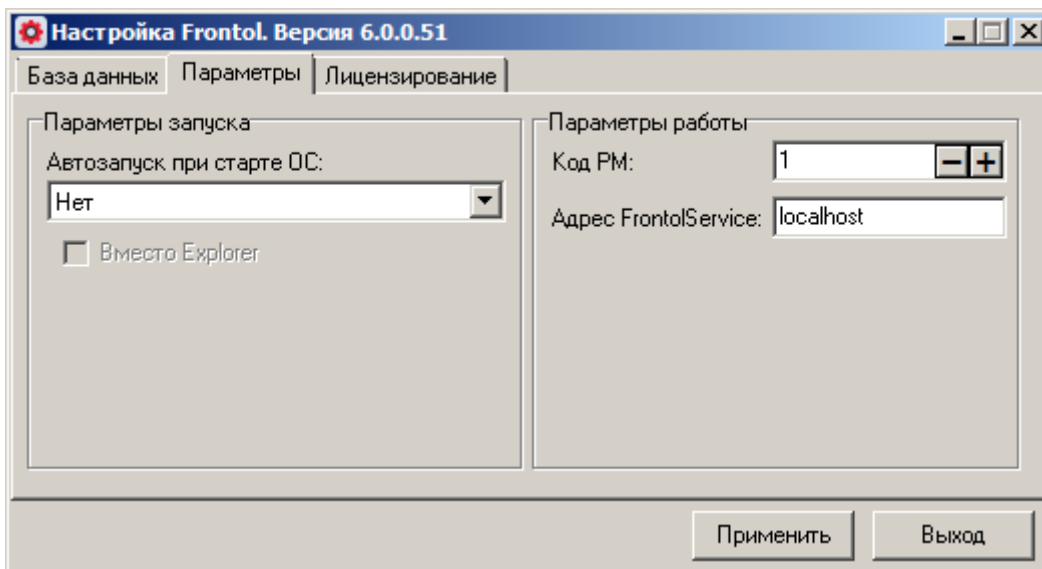 Настройка Frontol. Версия 6.0.0.51
База данных Параметры Лицензирование
Параметры запуска
Автозапуск при старте ОС:
Нет
Вместо Explorer
Параметры работы
Код РМ: 1
Адрес FrontolService: localhost
Применить Выход